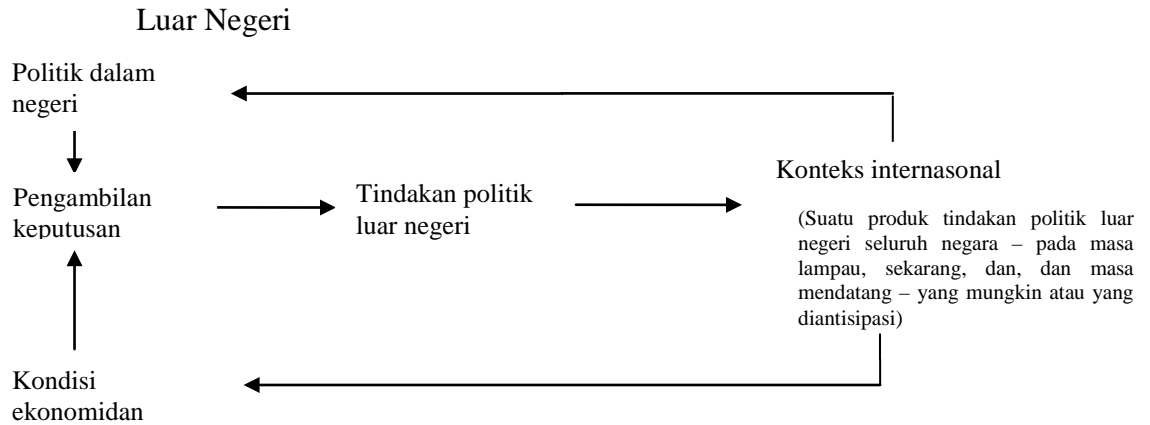 Luar Negeri
Politik dalam
negeri
Pengambilan
keputusan
Tindakan politik
luar negeri
Konteks internasonal
(Suatu produk tindakan politik luar
negeri seluruh negara – pada masa
lampau, sekarang, dan, dan masa
mendatang – yang mungkin atau yang
diantisipasi)
Kondisi
ekonomidan